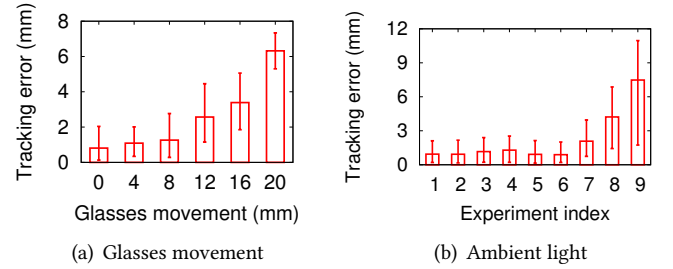 Tracking error (mm)
8
6
4
2
0
0 4 8 12 16 20
Glasses movement (mm)
(a) Glasses movement
Tracking error (mm)
12
9
6
3
0
1 2 3 4 5 6 7 8 9
Experiment index
(b) Ambient light